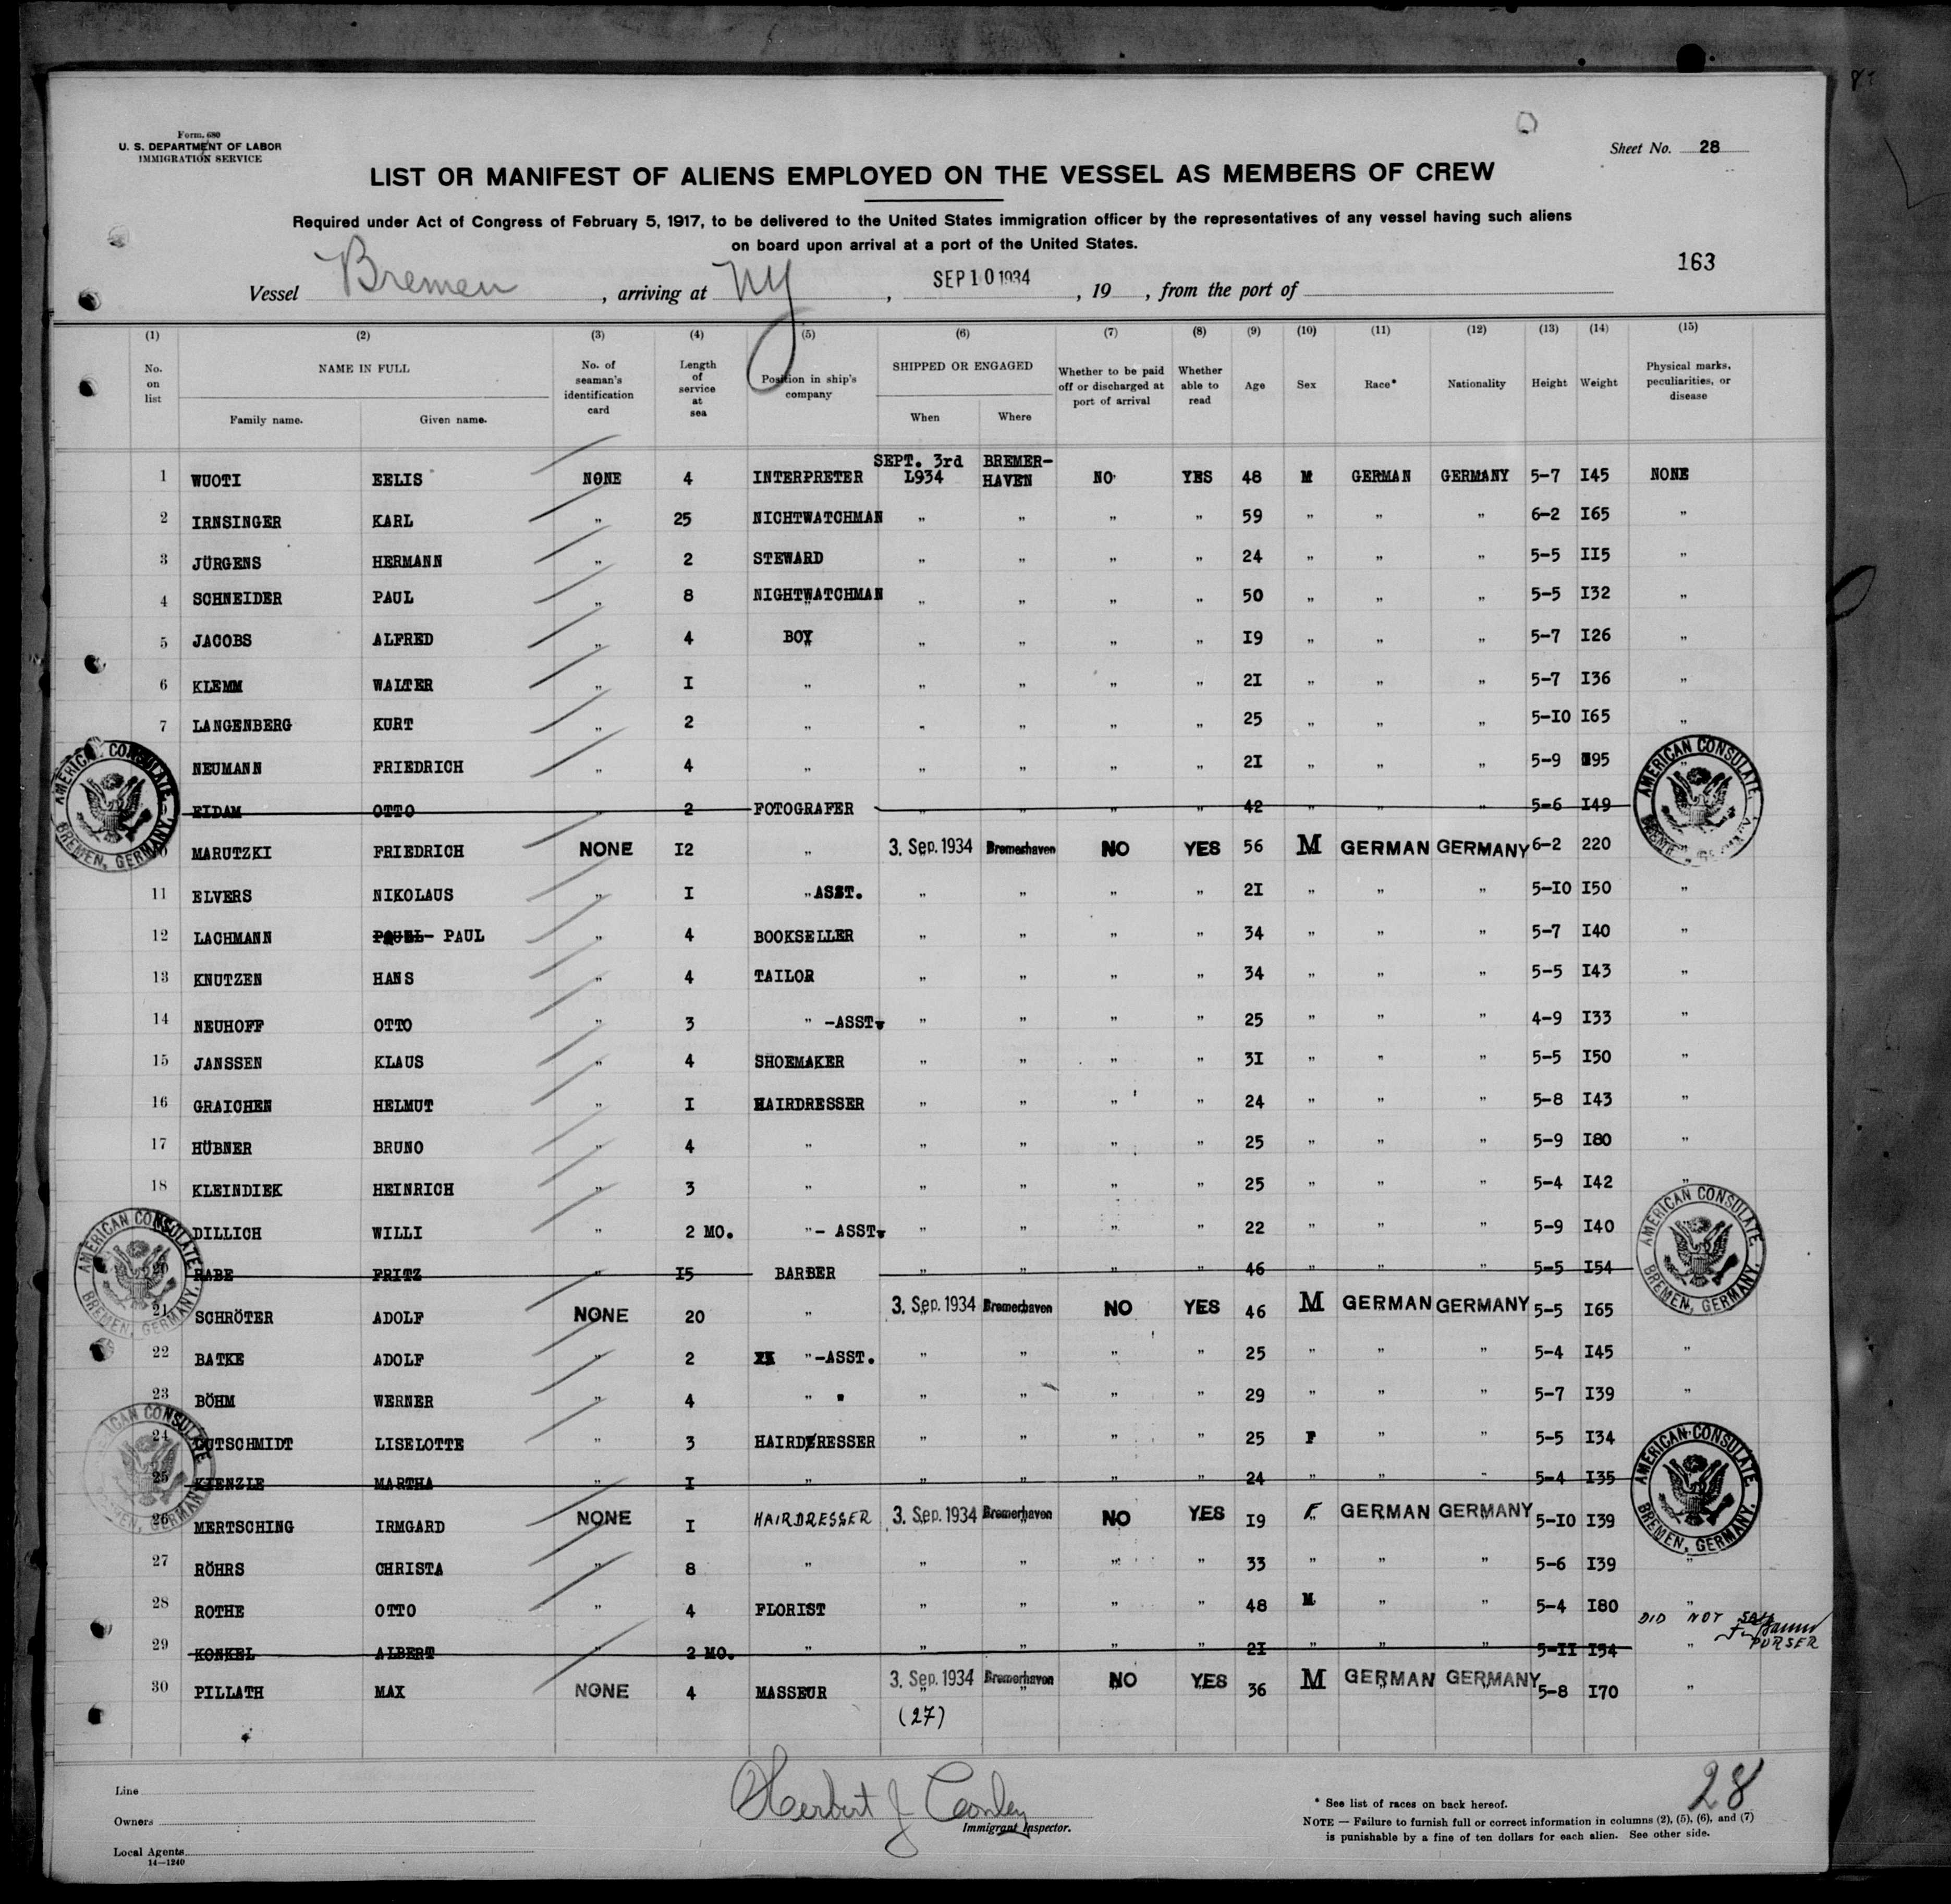 Form 680
U. S. DEPARTMENT OF LABOR
IMMIGRATION SERVICE
Sheet No. 28
LIST OR MANIFEST OF ALIENS EMPLOYED ON THE VESSEL AS MEMBERS OF CREW
Required under Act of Congress of February 5, 1917, to be delivered to the United States immigration officer by the representatives of any vessel having such aliens
on board upon arrival at a port of the United States.
163
Vessel Bremen, arriving at NY, SEP 10 1934, 19 , from the port of
(1) (2) (3) (4) (5) (6) (7) (8) (9) (10) (11) (12) (13) (14) (15)
No. on list NAME IN FULL Family name. Given name. No. of seaman's identification card Length of service at sea Position in ship's company SHIPPED OR ENGAGED When Where Whether to be paid off or discharged at port of arrival Whether able to read Age Sex Race* Nationality Height Weight Physical marks, peculiarities, or disease
1 WUOTI EELIS NONE 4 INTERPRETER SEPT. 3rd L934 BREMER-HAVEN NO YES 48 M GERMAN GERMANY 5-7 I45 NONE
2 IRNSINGER KARL " 25 NICHTWATCHMAN " " " " 59 " " " 6-2 I65 "
3 JÜRGENS HERMANN " 2 STEWARD " " " " 24 " " " 5-5 II5 "
4 SCHNEIDER PAUL " 8 NIGHTWATCHMAN " " " " 50 " " " 5-5 I32 "
5 JACOBS ALFRED " 4 BOY " " " " I9 " " " 5-7 I26 "
6 KLEMM WALTER " I " " " " " 2I " " " 5-7 I36 "
7 LANGENBERG KURT " 2 " " " " " 25 " " " 5-I0 I65 "
NEUMANN FRIEDRICH " 4 " " " " " 2I " " " 5-9 95 "
EIDAM OTTO " 2 FOTOGRAFER " " " " 42 " " " 5-6 I49
MARUTZKI FRIEDRICH NONE I2 " 3. Sep. 1934 Bremerhaven NO YES 56 M GERMAN GERMANY 6-2 220
11 ELVERS NIKOLAUS " I " ASST. " " " " 2I " " " 5-I0 I50 "
12 LACHMANN PAUL " 4 BOOKSELLER " " " " 34 " " " 5-7 I40 "
13 KNUTZEN HANS " 4 TAILOR " " " " 34 " " " 5-5 I43 "
14 NEUHOFF OTTO " 3 " -ASST. " " " " 25 " " " 4-9 I33 "
15 JANSSEN KLAUS " 4 SHOEMAKER " " " " 3I " " " 5-5 I50 "
16 GRAICHEN HELMUT " I HAIRDRESSER " " " " 24 " " " 5-8 I43 "
17 HÜBNER BRUNO " 4 " " " " " 25 " " " 5-9 I80 "
18 KLEINDIEK HEINRICH " 3 " " " " " 25 " " " 5-4 I42 "
DILLICH WILLI " 2 MO. " - ASST. " " " " 22 " " " 5-9 I40
20 RABE FRITZ " I5 BARBER " " " " 46 " " " 5-5 I54
21 SCHRÖTER ADOLF NONE 20 " 3. Sep. 1934 Bremerhaven NO YES 46 M GERMAN GERMANY 5-5 I65
22 BATKE ADOLF " 2 " -ASST. " " " " 25 " " " 5-4 I45 "
23 BÖHM WERNER " 4 " " " " " " 29 " " " 5-7 I39 "
24 GUTSCHMIDT LISELOTTE " 3 HAIRDRESSER " " " " 25 F " " 5-5 I34
25 KIENZLE MARTHA " I " " " " " 24 " " " 5-4 I35
26 MERTSCHING IRMGARD NONE I HAIRDRESSER 3. Sep. 1934 Bremerhaven NO YES I9 F GERMAN GERMANY 5-I0 I39
27 RÖHRS CHRISTA " 8 " " " " " 33 " " " 5-6 I39 "
28 ROTHE OTTO " 4 FLORIST " " " " 48 M " " 5-4 I80 "
DID NOT SAIL
PURSER
29 KONKEL ALBERT " 2 MO. " " " " " 2I " " " 5-II I54 "
30 PILLATH MAX NONE 4 MASSEUR 3. Sep. 1934 Bremerhaven NO YES 36 M GERMAN GERMANY 5-8 I70 "
(27)
AMERICAN CONSULATE. BREMEN, GERMANY.
AMERICAN CONSULATE. BREMEN, GERMANY.
AMERICAN CONSULATE. BREMEN, GERMANY.
AMERICAN CONSULATE. BREMEN, GERMANY.
AMERICAN CONSULATE BREMEN, GERMANY.
AMERICAN CONSULATE. BREMEN, GERMANY.
Line
Owners
Local Agents
14—1240
Herbert J Conley
Immigrant Inspector.
28
* See list of races on back hereof.
NOTE — Failure to furnish full or correct information in columns (2), (5), (6), and (7)
is punishable by a fine of ten dollars for each alien. See other side.